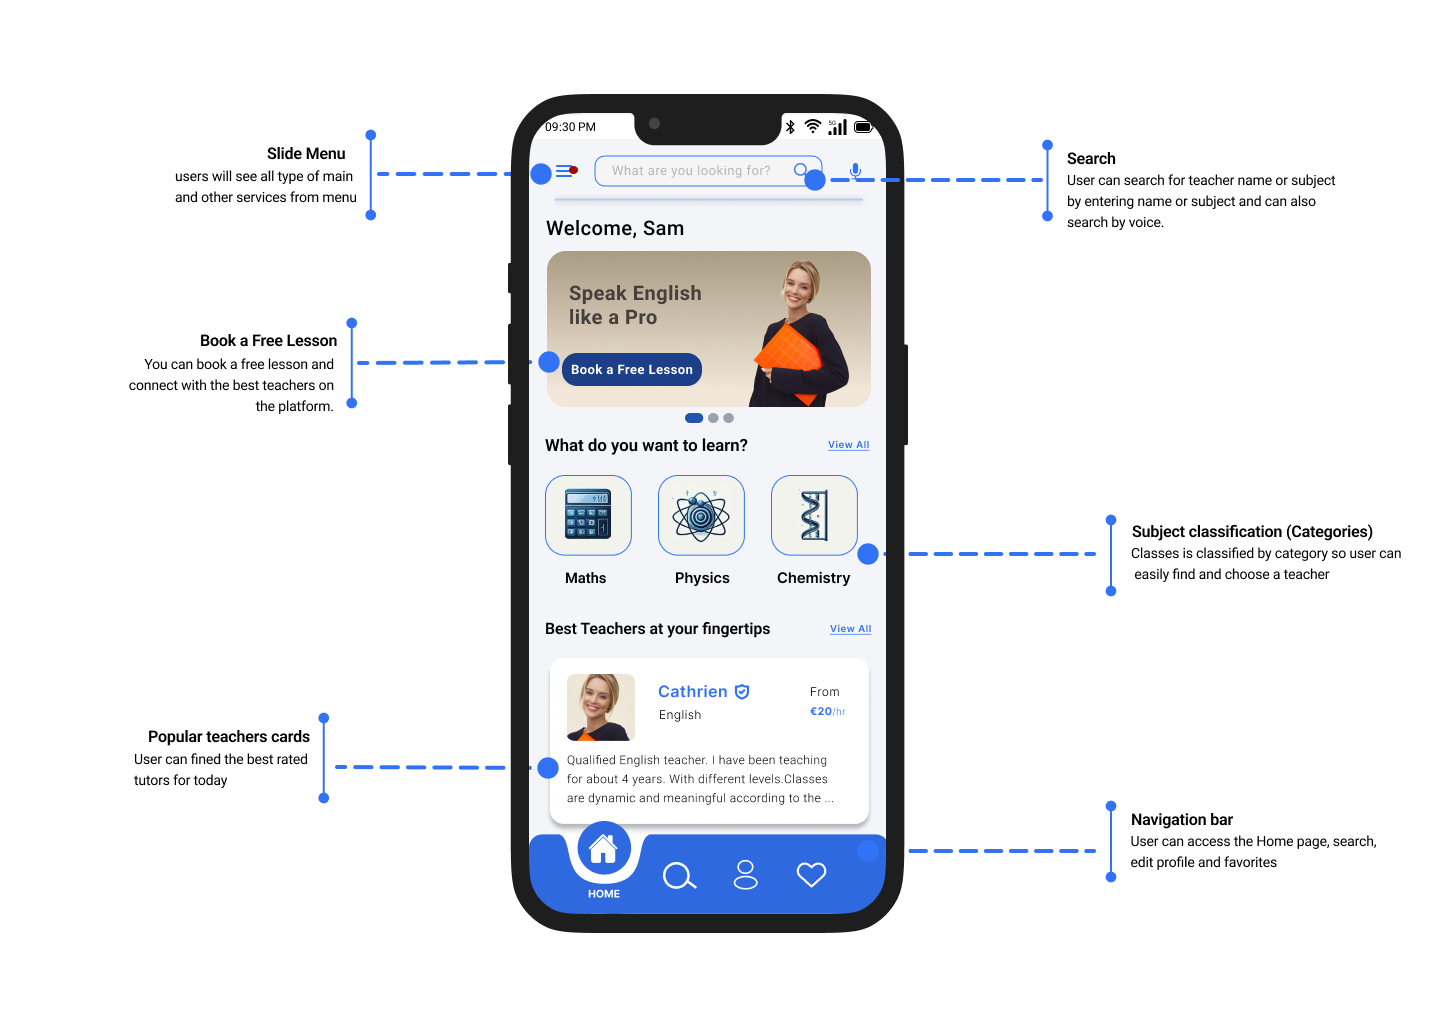 Slide Menu
users will see all type of main
and other services from menu
Book a Free Lesson
You can book a free lesson and
connect with the best teachers on
the platform.
Popular teachers cards
User can fined the best rated
tutors for today
09:30 PM
5G
What are you looking for?
Welcome, Sam
Speak English
like a Pro
Book a Free Lesson
What do you want to learn?
View All
Maths
Physics
Chemistry
Best Teachers at your fingertips
View All
Cathrien
English
From
€20/hr
Qualified English teacher. I have been teaching
for about 4 years. With different levels.Classes
are dynamic and meaningful according to the ...
HOME
Search
User can search for teacher name or subject
by entering name or subject and can also
search by voice.
Subject classification (Categories)
Classes is classified by category so user can
easily find and choose a teacher
Navigation bar
User can access the Home page, search,
edit profile and favorites